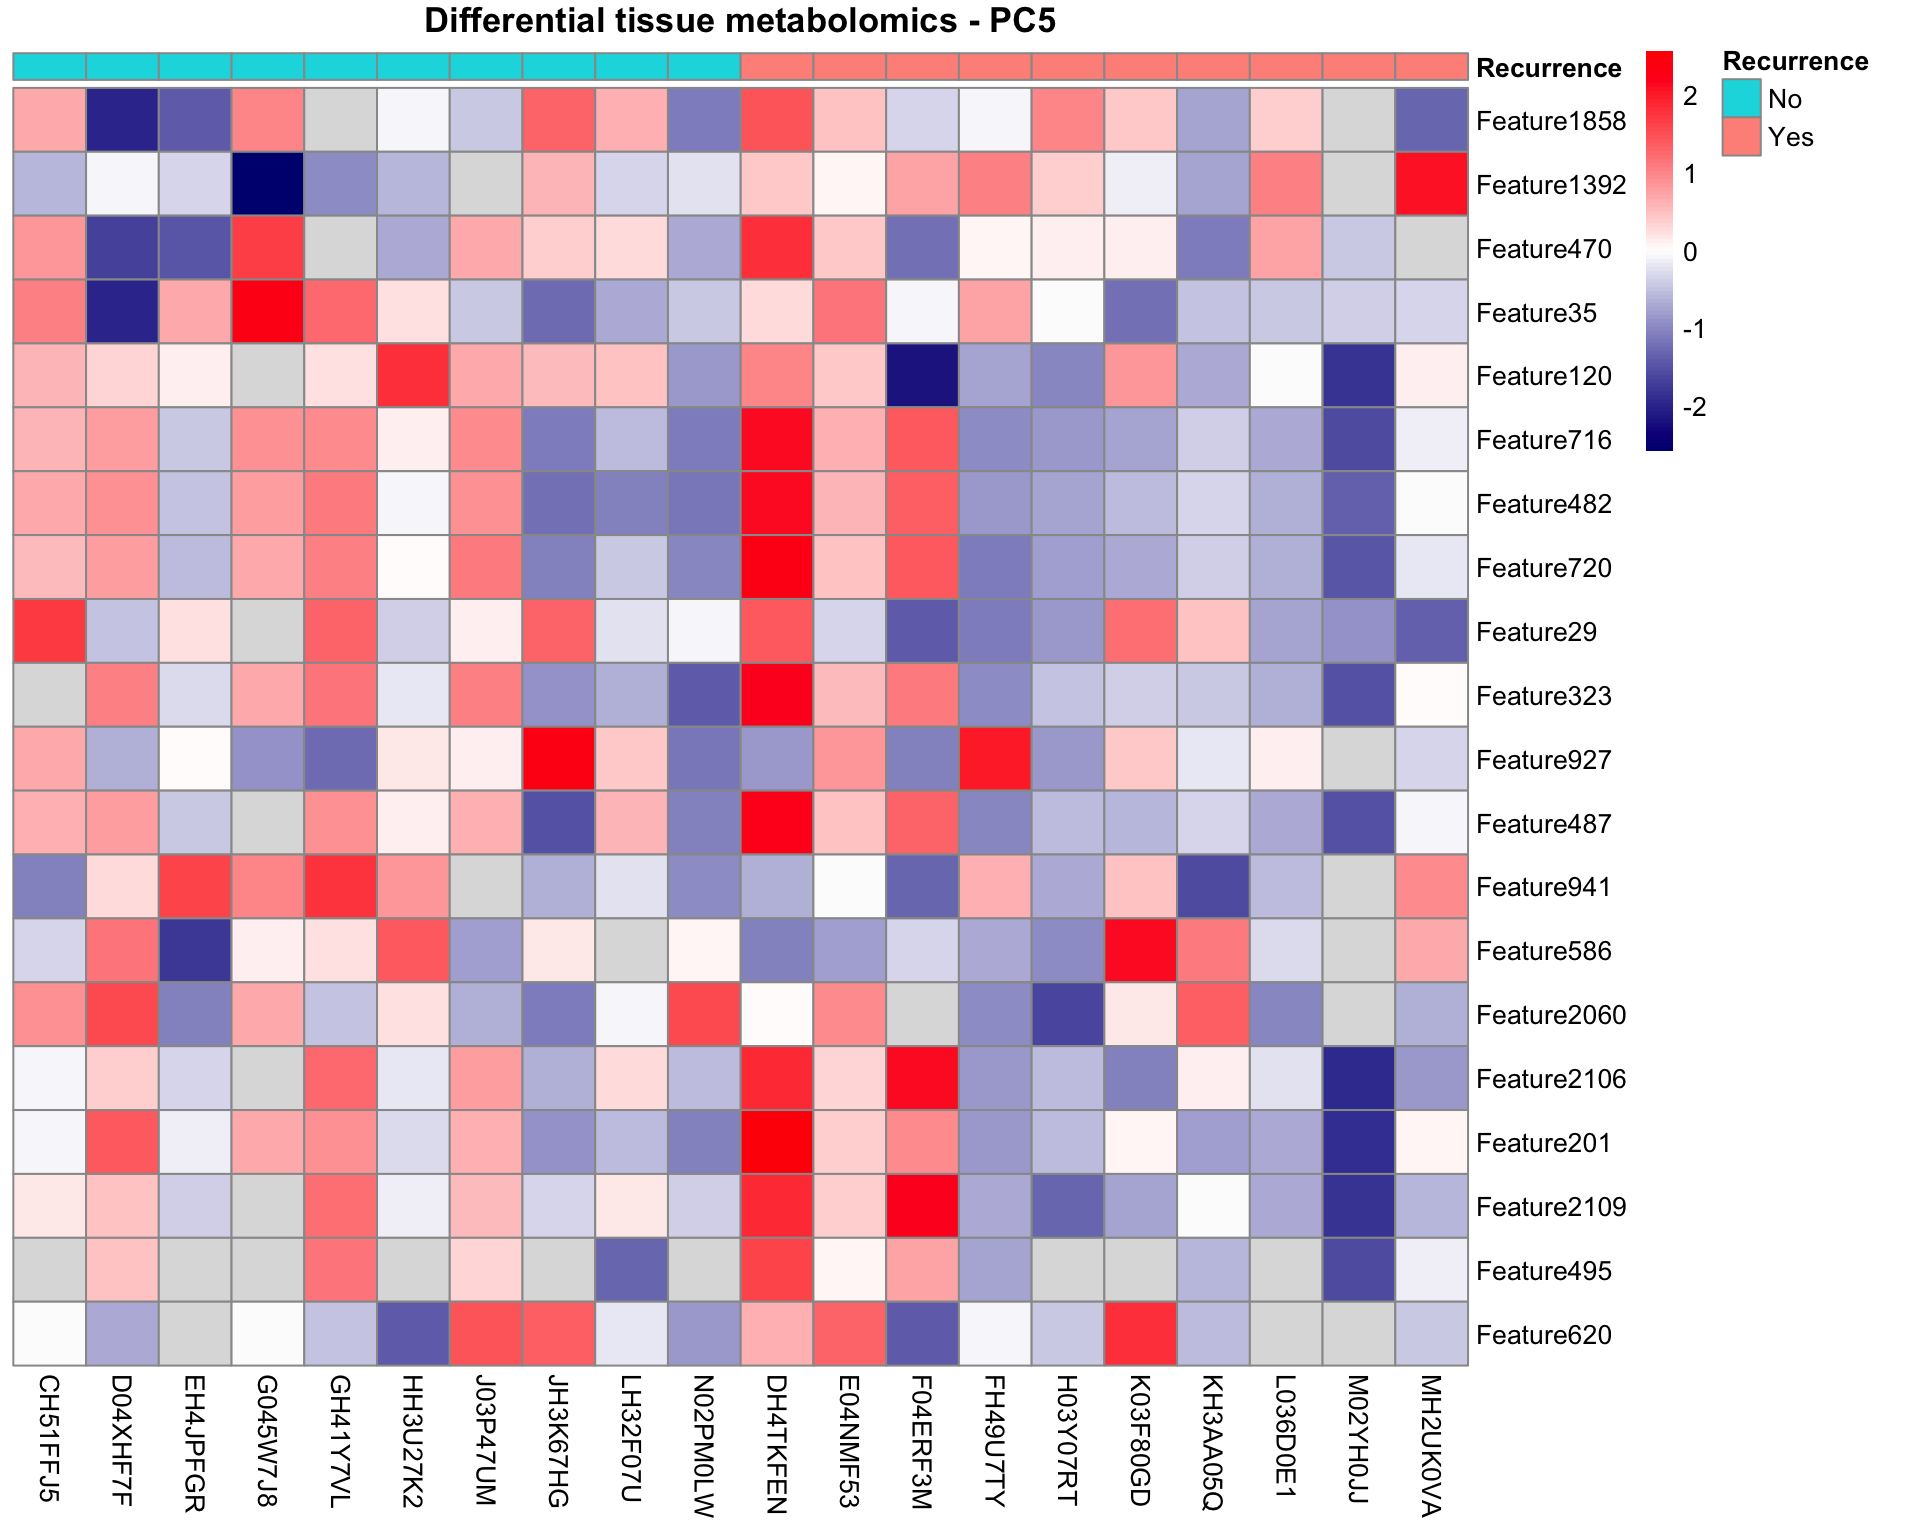 Differential tissue metabolomics - PC5
Recurrence
Feature1858
Feature1392
Feature470
Feature35
Feature120
Feature716
Feature482
Feature720
Feature29
Feature323
Feature927
Feature487
Feature941
Feature586
Feature2060
Feature2106
Feature201
Feature2109
Feature495
Feature620
2
1
0
-1
-2
Recurrence
No
Yes
CH51FFJ5
D04XHF7F
EH4JPFGR
G045W7J8
GH41Y7VL
HH3U27K2
J03P47UM
JH3K67HG
LH32F07U
N02PM0LW
DH4TKFEN
E04NMF53
F04ERF3M
FH49U7TY
H03Y07RT
K03F80GD
KH3AA05Q
L036D0E1
M02YH0JJ
MH2UK0VA